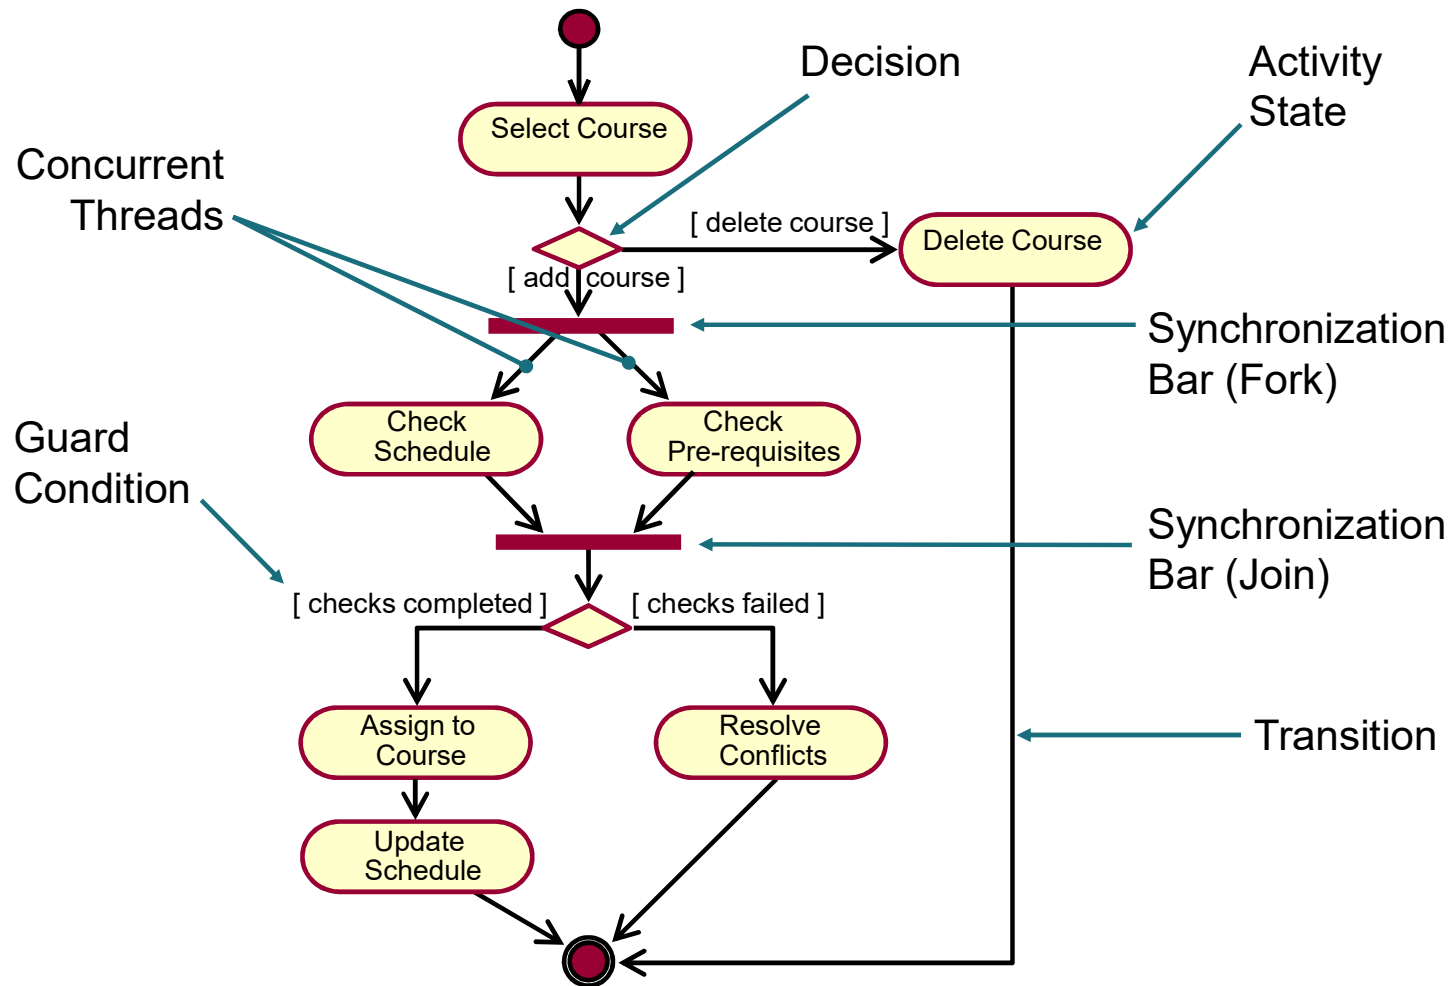 Decision
Activity
State
Select Course
Concurrent
Threads
[ delete course ]
Delete Course
[ add course ]
Synchronization
Bar (Fork)
Check
Schedule
Check
Pre-requisites
Guard
Condition
Synchronization
Bar (Join)
[ checks completed ]
[ checks failed ]
Assign to
Course
Resolve
Conflicts
Transition
Update
Schedule